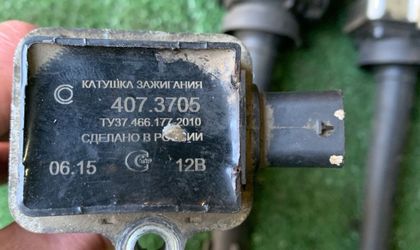 КАТУШКА ЗАЖИГАНИЯ
407.3705
ТУ37.466.177-2010
СДЕЛАНО В РОССИИ
06.15 12В